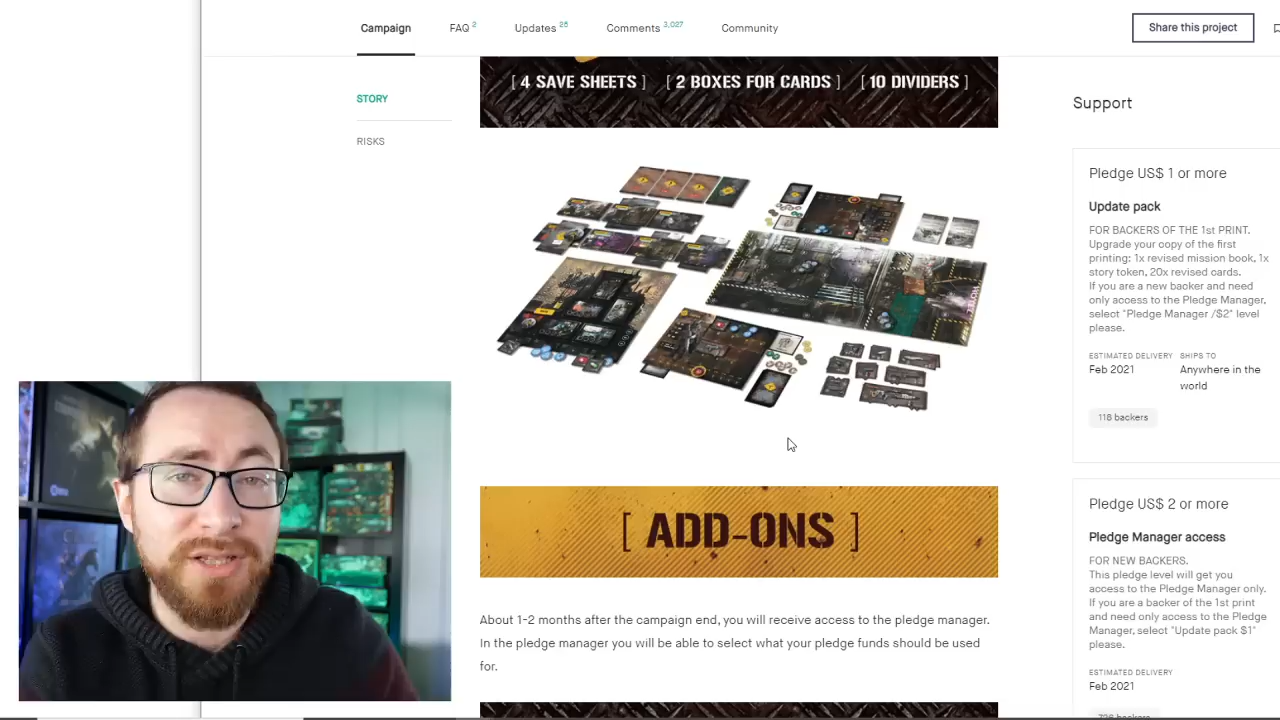 Campaign
FAQ 2
Updates 25
Comments 3,027
Community
Share this project
STORY
RISKS
[ 4 SAVE SHEETS ] [ 2 BOXES FOR CARDS ] [ 10 DIVIDERS ]
[ ADD-ONS ]
About 1-2 months after the campaign end, you will receive access to the pledge manager.
In the pledge manager you will be able to select what your pledge funds should be used
for.
Support
Pledge US$ 1 or more
Update pack
FOR BACKERS OF THE 1st PRINT.
Upgrade your copy of the first
printing: 1x revised mission book, 1x
story token, 20x revised cards.
If you are a new backer and need
only access to the Pledge Manager,
select "Pledge Manager /$2" level
please.
ESTIMATED DELIVERY
Feb 2021
SHIPS TO
Anywhere in the
world
118 backers
Pledge US$ 2 or more
Pledge Manager access
FOR NEW BACKERS.
This pledge level will get you
access to the Pledge Manager only.
If you are a backer of the 1st print
and need only access to the Pledge
Manager, select "Update pack $1"
please.
ESTIMATED DELIVERY
Feb 2021